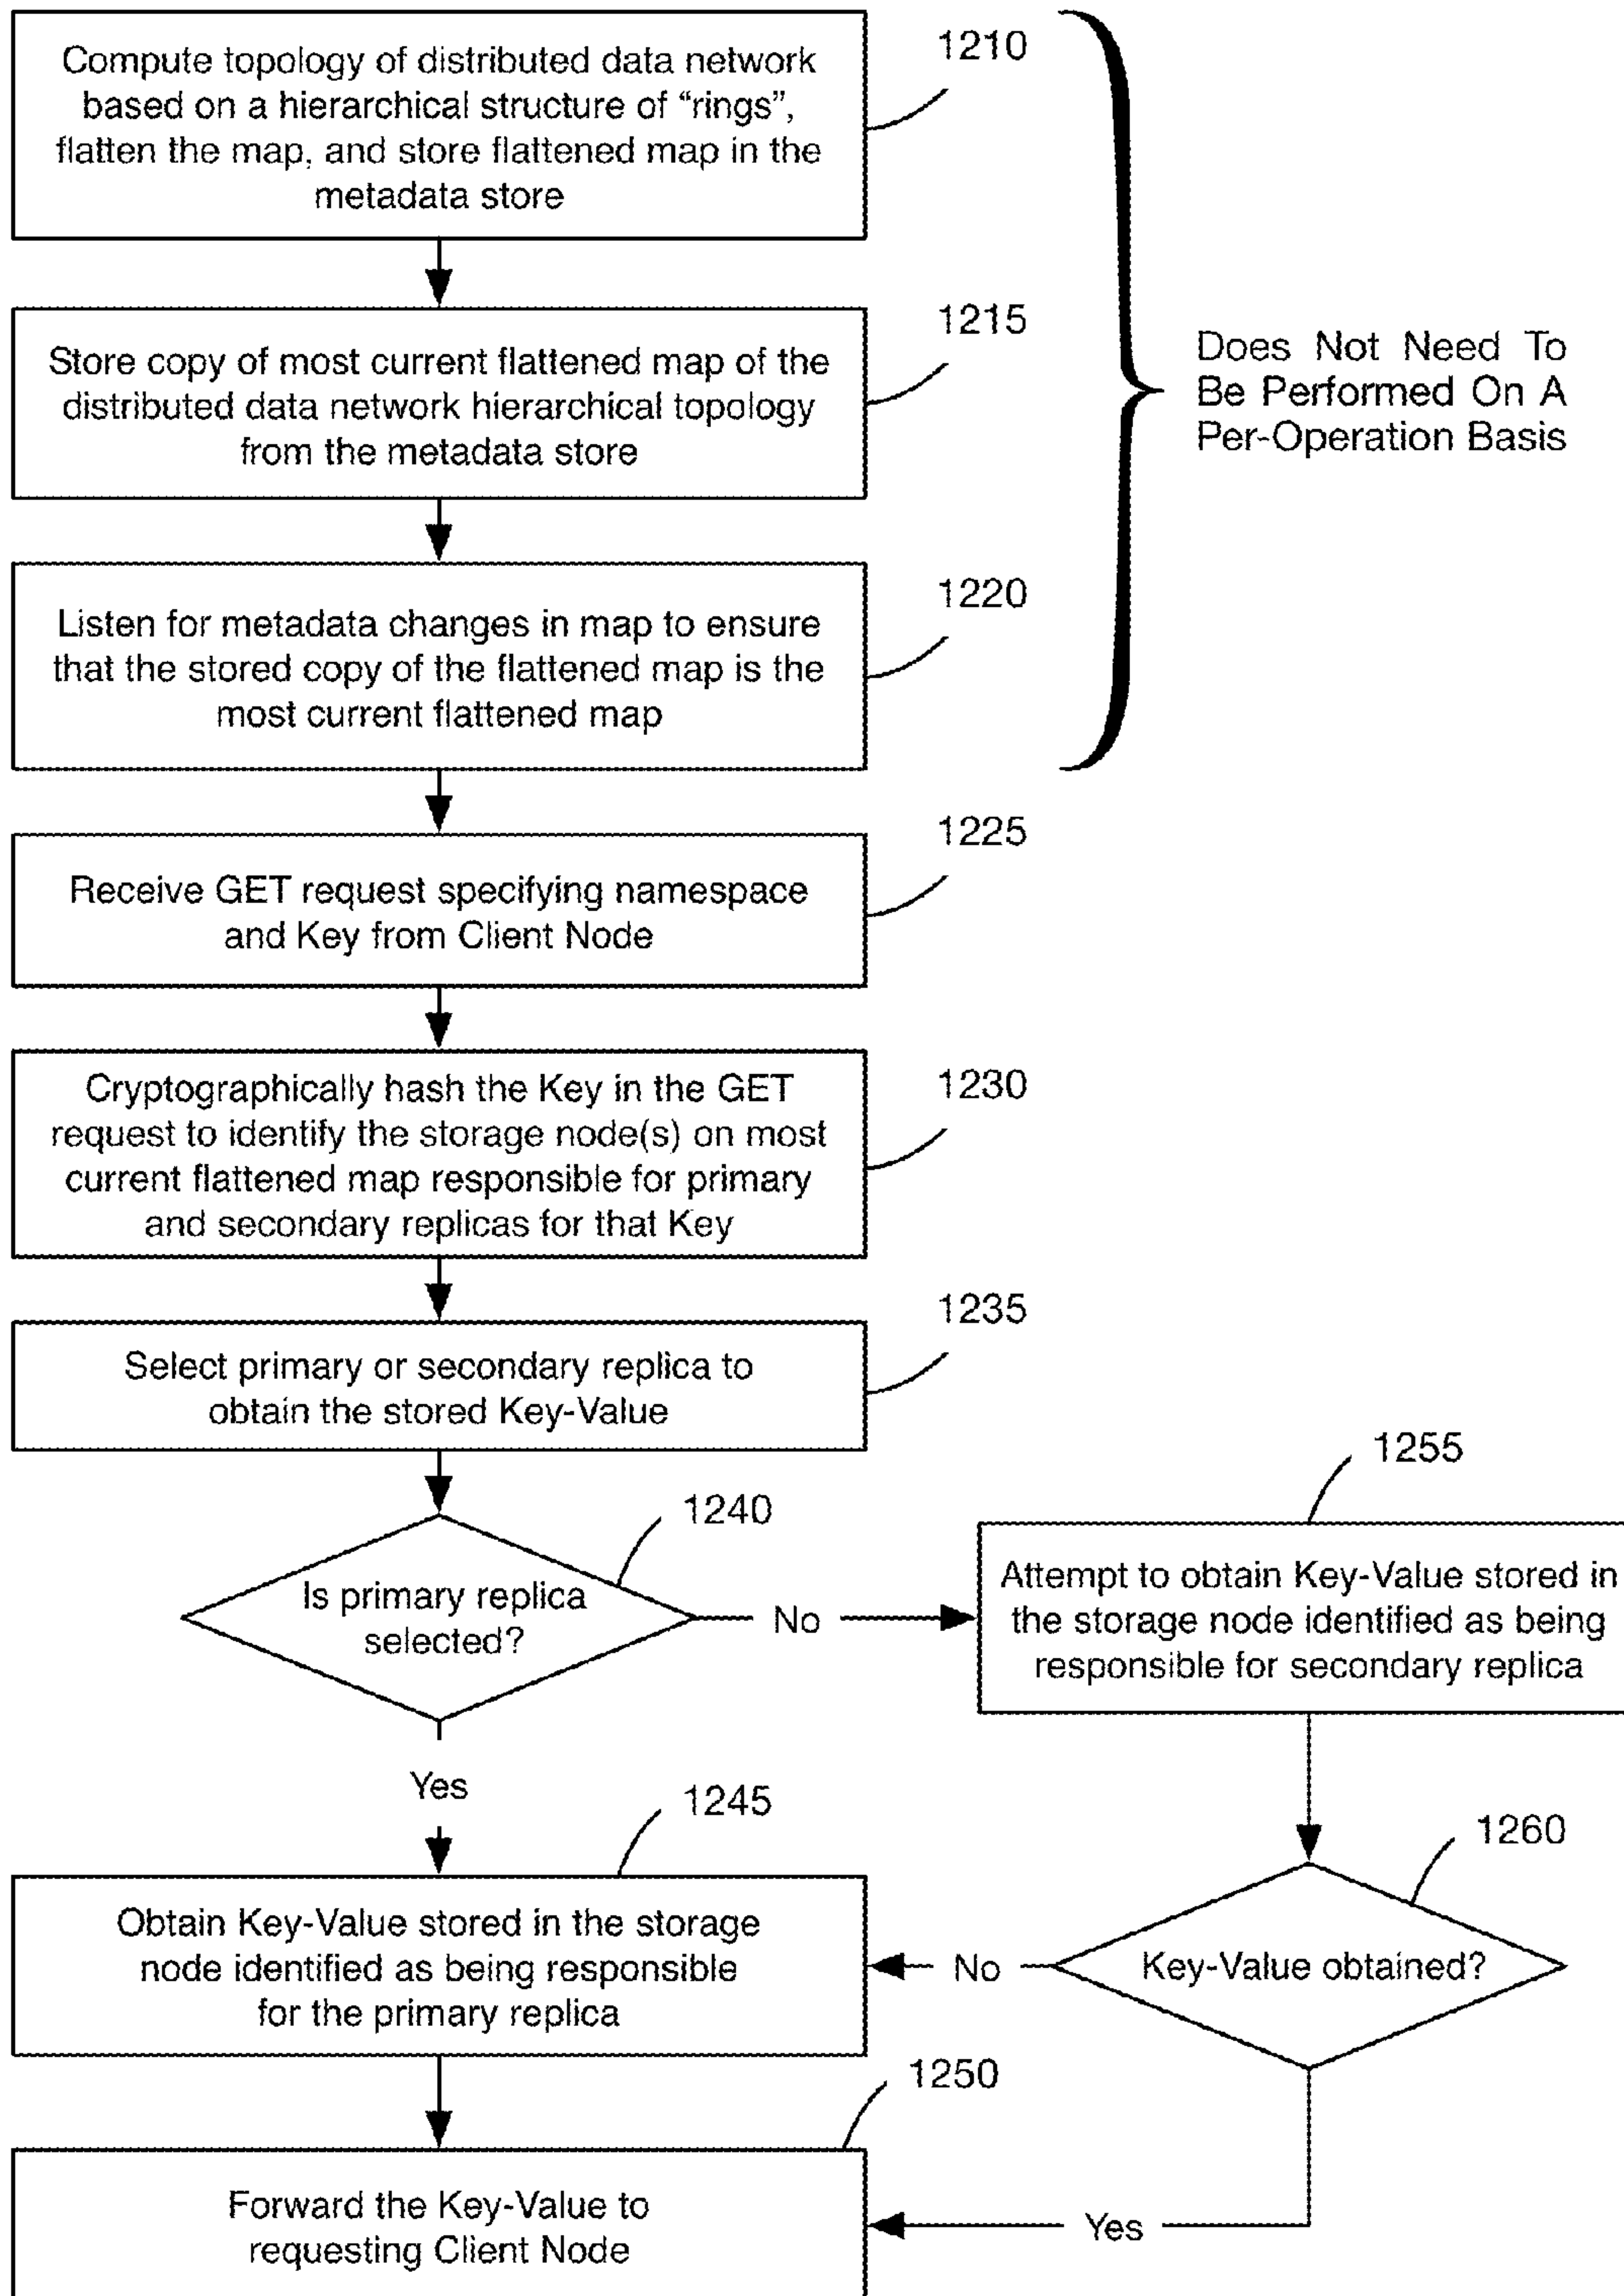 Compute topology of distributed data network
based on a hierarchical structure of “rings”,
flatten the map, and store flattened map in the
metadata store
1210
Store copy of most current flattened map of the
distributed data network hierarchical topology
from the metadata store
1215
Does Not Need To
Be Performed On A
Per-Operation Basis
Listen for metadata changes in map to ensure
that the stored copy of the flattened map is the
most current flattened map
1220
Receive GET request specifying namespace
and Key from Client Node
1225
Cryptographically hash the Key in the GET
request to identify the storage node(s) on most
current flattened map responsible for primary
and secondary replicas for that Key
1230
Select primary or secondary replica to
obtain the stored Key-Value
1235
Is primary replica
selected?
1240
No
Attempt to obtain Key-Value stored in
the storage node identified as being
responsible for secondary replica
1255
Yes
Obtain Key-Value stored in the storage
node identified as being responsible
for the primary replica
1245
No
Key-Value obtained?
1260
Forward the Key-Value to
requesting Client Node
1250
Yes